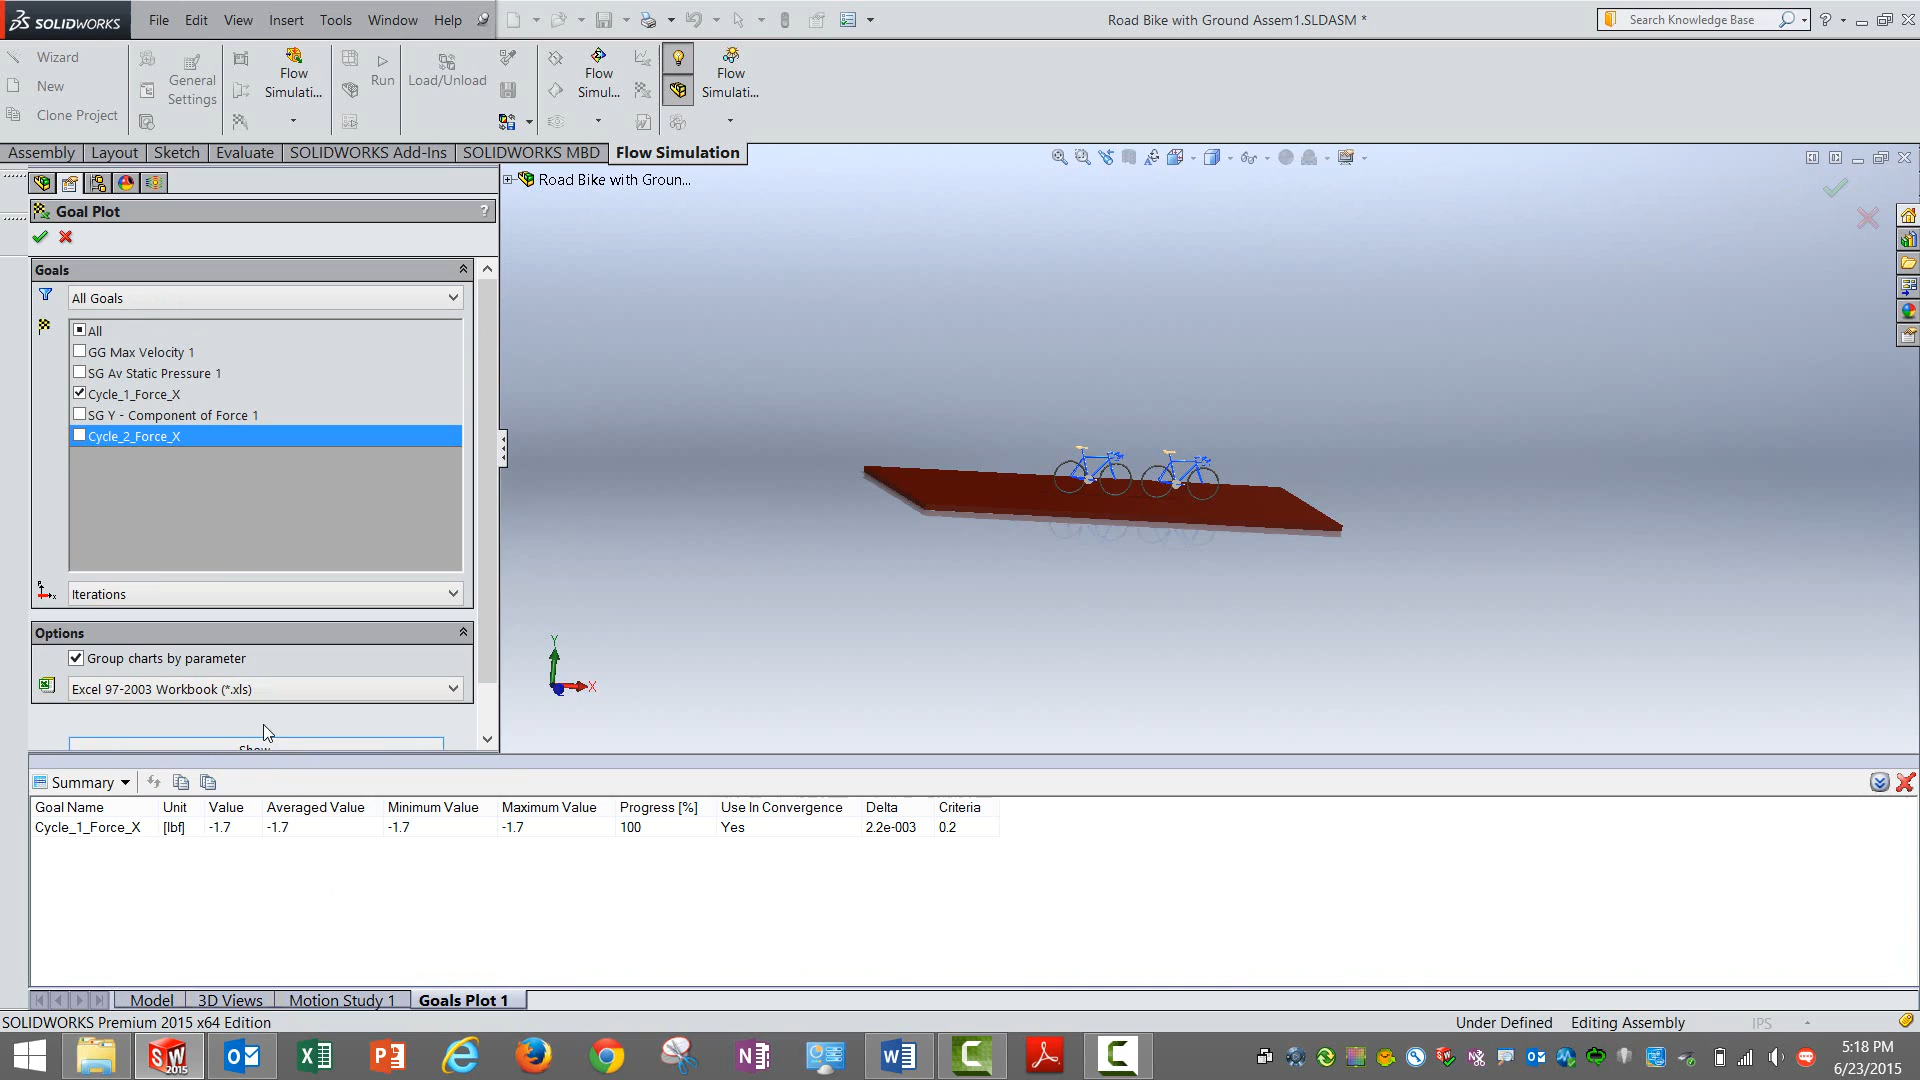 SOLIDWORKS File Edit View Insert Tools Window Help Road Bike with Ground Assem1.SLDASM * Search Knowledge Base
Wizard
New
Clone Project
General
Settings
Flow
Simulati...
Run
Load/Unload
Flow
Simul...
Flow
Simulati...
Assembly Layout Sketch Evaluate SOLIDWORKS Add-Ins SOLIDWORKS MBD Flow Simulation
Road Bike with Groun...
Goal Plot ?
Goals
All Goals
All
GG Max Velocity 1
SG Av Static Pressure 1
Cycle_1_Force_X
SG Y - Component of Force 1
Cycle_2_Force_X
Iterations
Options
Group charts by parameter
Excel 97-2003 Workbook (*.xls)
Show
Y
X
Summary
Goal Name Unit Value Averaged Value Minimum Value Maximum Value Progress [%] Use In Convergence Delta Criteria
Cycle_1_Force_X [lbf] -1.7 -1.7 -1.7 -1.7 100 Yes 2.2e-003 0.2
Model 3D Views Motion Study 1 Goals Plot 1
SOLIDWORKS Premium 2015 x64 Edition Under Defined Editing Assembly IPS
5:18 PM
6/23/2015